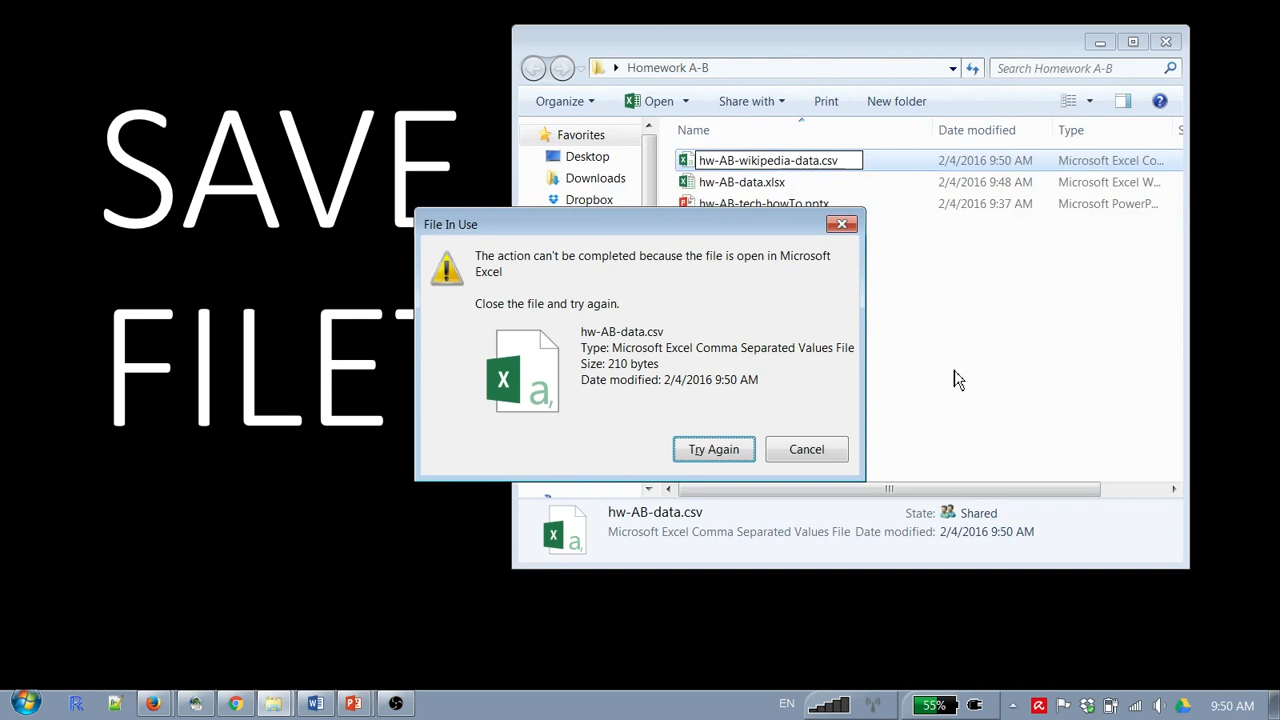 SAVE
FILE
Homework A-B
Search Homework A-B
Organize
Open
Share with
Print
New folder
Name
Date modified
Type
Favorites
Desktop
Downloads
Dropbox
hw-AB-wikipedia-data.csv
2/4/2016 9:50 AM
Microsoft Excel Co...
hw-AB-data.xlsx
2/4/2016 9:48 AM
Microsoft Excel W...
hw-AB-tech-howTo.pptx
2/4/2016 9:37 AM
Microsoft PowerP...
File In Use
The action can't be completed because the file is open in Microsoft
Excel
Close the file and try again.
hw-AB-data.csv
Type: Microsoft Excel Comma Separated Values File
Size: 210 bytes
Date modified: 2/4/2016 9:50 AM
Try Again
Cancel
hw-AB-data.csv
State: Shared
Microsoft Excel Comma Separated Values File
Date modified: 2/4/2016 9:50 AM
EN
55%
9:50 AM